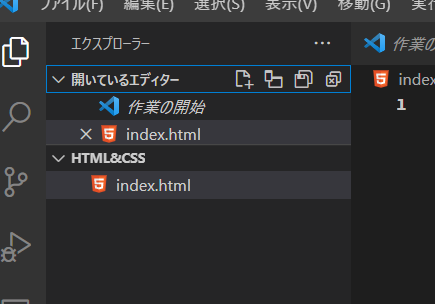 ファイル(F) 編集(E) 選択(S) 表示(V) 移動(G)
エクスプローラー
開いているエディター
作業の開始
index.html
HTML&CSS
index.html
作業の
index
1